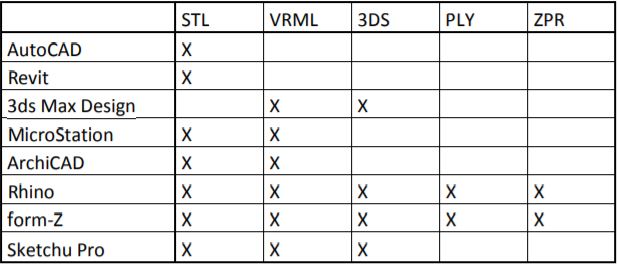 STL VRML 3DS PLY ZPR
AutoCAD X
Revit X
3ds Max Design X X
MicroStation X X
ArchiCAD X X
Rhino X X X X X
form-Z X X X X X
Sketchu Pro X X X